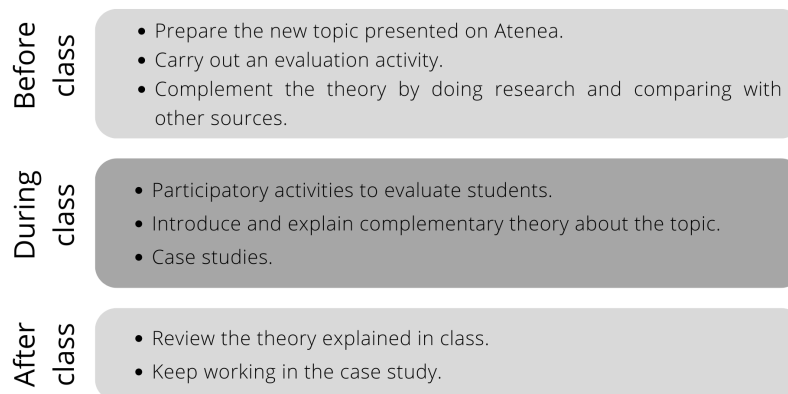 Before
class
• Prepare the new topic presented on Atenea.
• Carry out an evaluation activity.
• Complement the theory by doing research and comparing with
other sources.
During
class
• Participatory activities to evaluate students.
• Introduce and explain complementary theory about the topic.
• Case studies.
After
class
• Review the theory explained in class.
• Keep working in the case study.